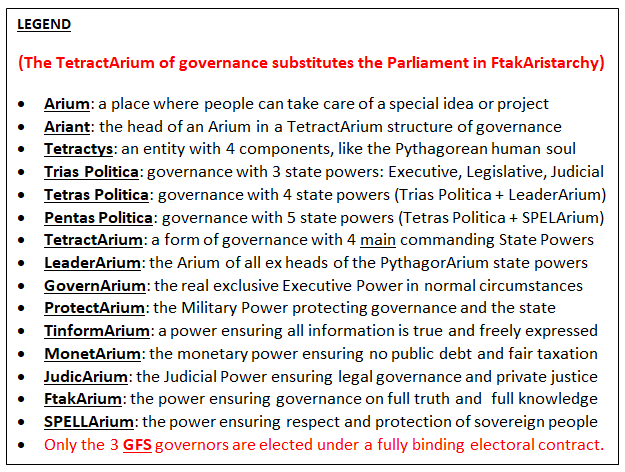 LEGEND
(The TetractArium of governance substitutes the Parliament in FtakAristarchy)
• Arium: a place where people can take care of a special idea or project
• Ariant: the head of an Arium in a TetractArium structure of governance
• Tetractys: an entity with 4 components, like the Pythagorean human soul
• Trias Politica: governance with 3 state powers: Executive, Legislative, Judicial
• Tetras Politica: governance with 4 state powers (Trias Politica + LeaderArium)
• Pentas Politica: governance with 5 state powers (Tetras Politica + SPELArium)
• TetractArium: a form of governance with 4 main commanding State Powers
• LeaderArium: the Arium of all ex heads of the PythagorArium state powers
• GovernArium: the real exclusive Executive Power in normal circumstances
• ProtectArium: the Military Power protecting governance and the state
• TinformArium: a power ensuring all information is true and freely expressed
• MonetArium: the monetary power ensuring no public debt and fair taxation
• JudicArium: the Judicial Power ensuring legal governance and private justice
• FtakArium: the power ensuring governance on full truth and full knowledge
• SPELLArium: the power ensuring respect and protection of sovereign people
• Only the 3 GFS governors are elected under a fully binding electoral contract.